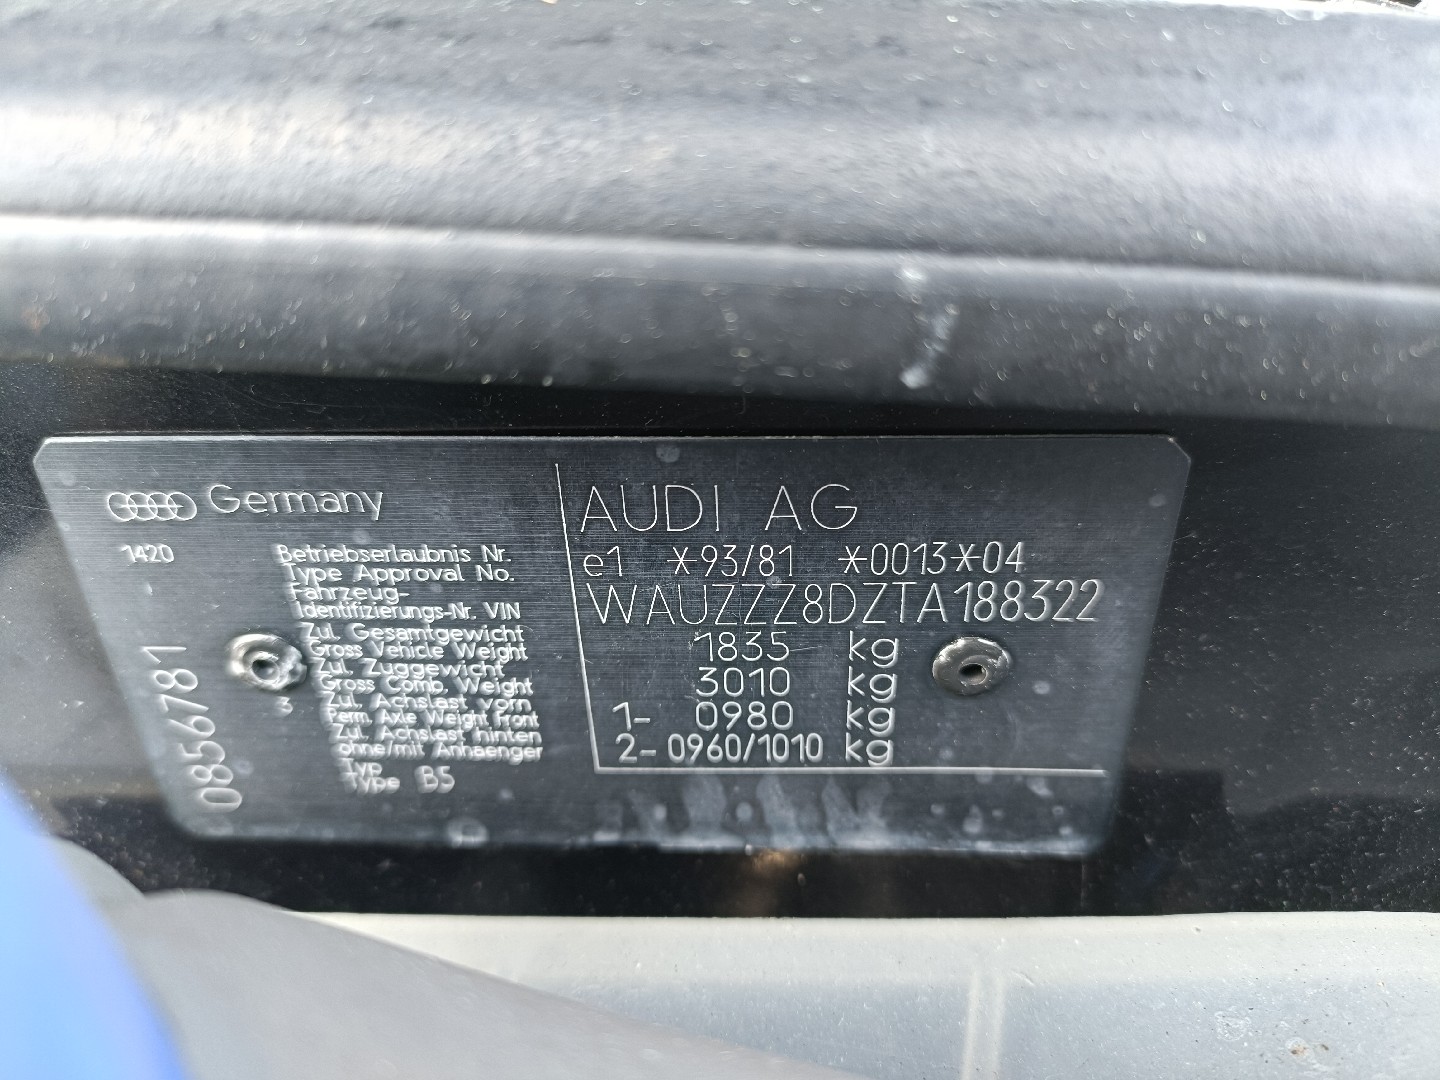 Germany
1420
Betriebserlaubnis Nr.
Type Approval No.
Fahrzeug-
Identifizierungs-Nr. VIN
Zul. Gesamtgewicht
Gross Vehicle Weight
Zul. Zuggewicht
Gross Comb. Weight
Zul. Achslast vorn
Perm. Axle Weight Front
Zul. Achslast hinten
ohne/mit Anhaenger
Typ
Type B5
3
0856781
AUDI AG
e1 *93/81 *0013*04
WAUZZZ8DZTA188322
1835 kg
3010 kg
1- 0980 kg
2- 0960/1010 kg